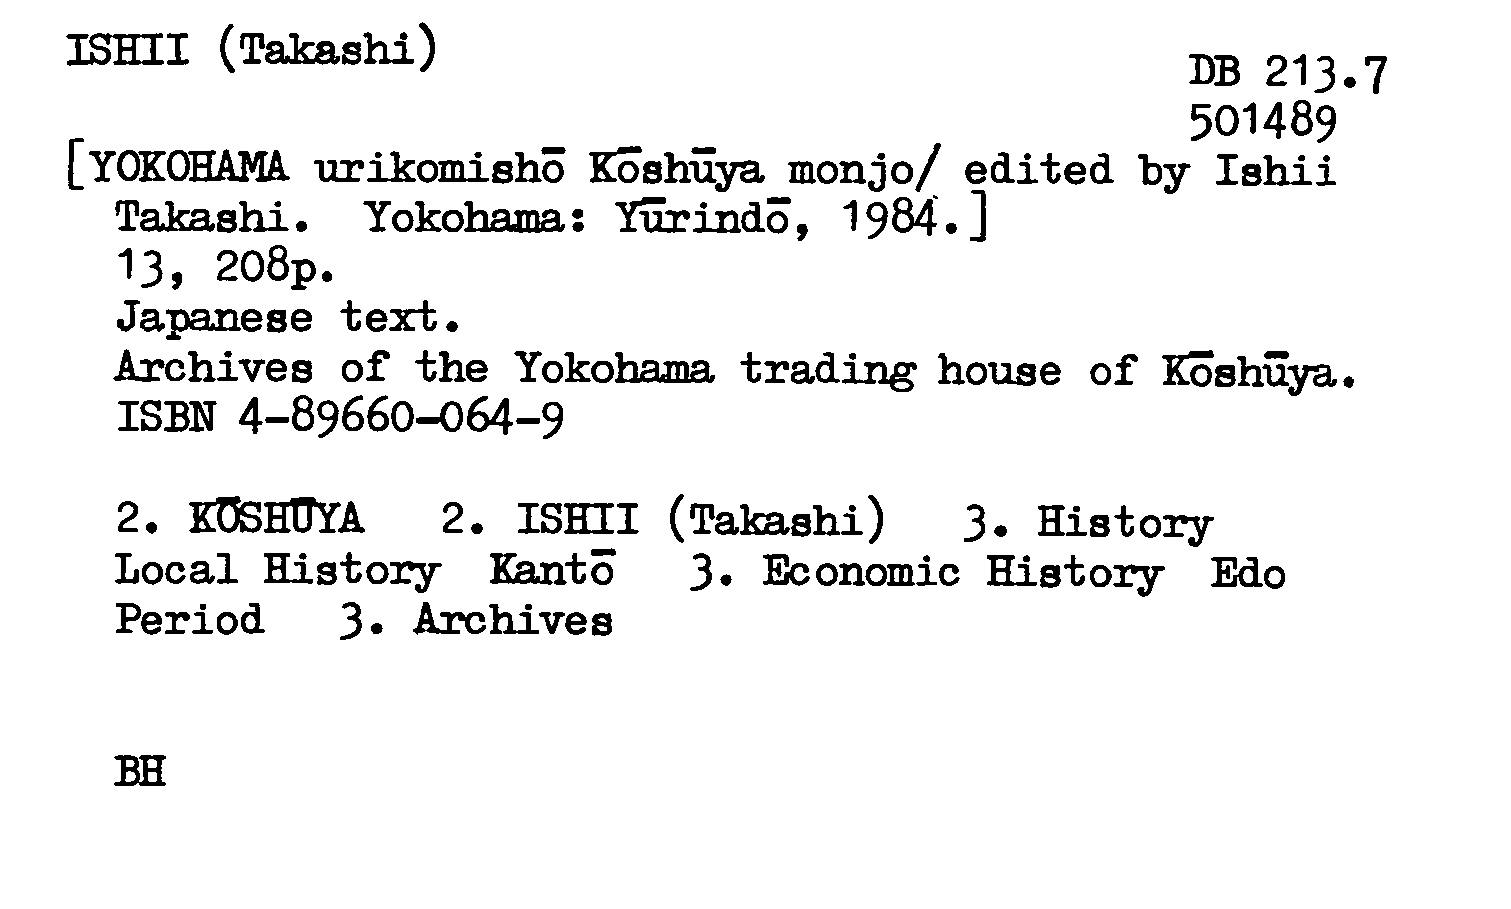 ISHII (Takashi)
DB 213.7
501489
[YOKOHAMA urikomishō Kōshūya monjo/ edited by Ishii
Takashi. Yokohama: Yūrindō, 1984.]
13, 208p.
Japanese text.
Archives of the Yokohama trading house of Kōshūya.
ISBN 4-89660-064-9
2. KŌSHŪYA 2. ISHII (Takashi) 3. History
Local History Kantō 3. Economic History Edo
Period 3. Archives
BH